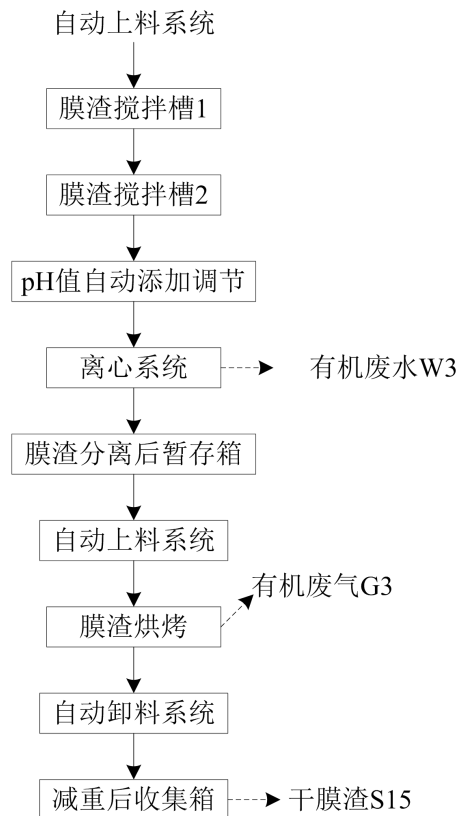 自动上料系统
膜渣搅拌槽1
膜渣搅拌槽2
pH值自动添加调节
离心系统
有机废水W3
膜渣分离后暂存箱
自动上料系统
有机废气G3
膜渣烘烤
自动卸料系统
减重后收集箱
干膜渣S15